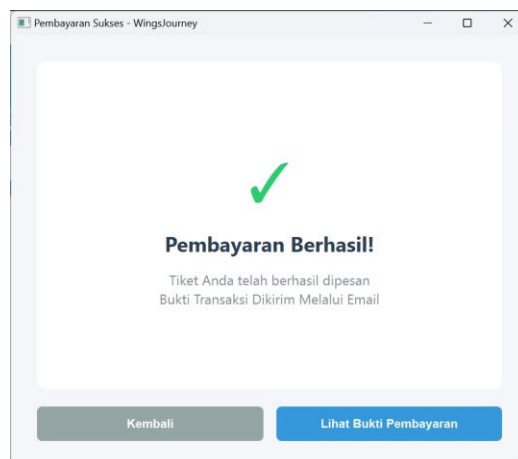 Pembayaran Sukses - WingsJourney
Pembayaran Berhasil!
Tiket Anda telah berhasil dipesan
Bukti Transaksi Dikirim Melalui Email
Kembali
Lihat Bukti Pembayaran